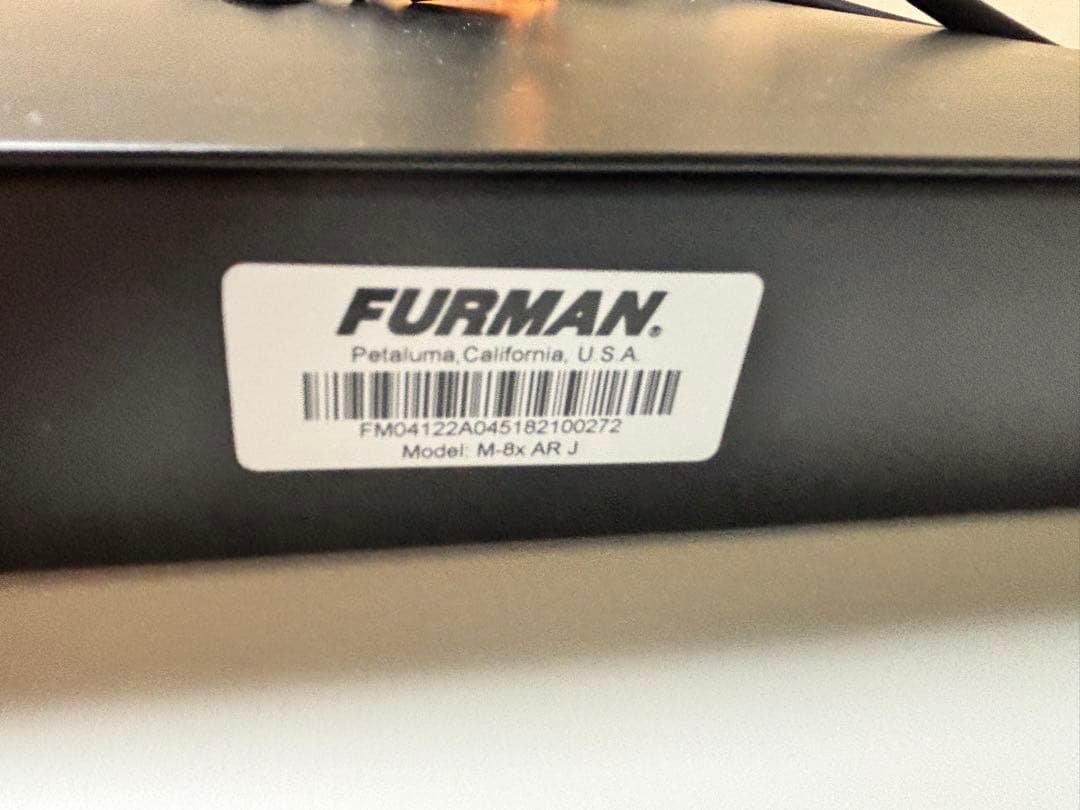 FURMAN®
Petaluma, California, U.S.A.
FM04122A045182100272
Model: M-8x AR J